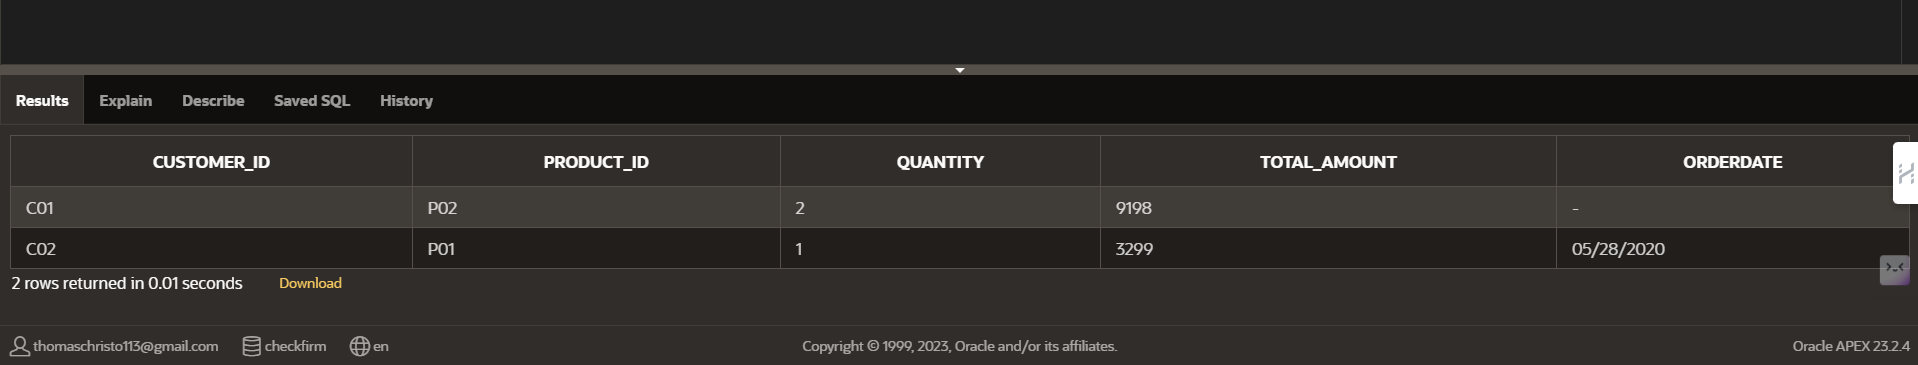 Results Explain Describe Saved SQL History
CUSTOMER_ID PRODUCT_ID QUANTITY TOTAL_AMOUNT ORDERDATE
C01 P02 2 9198 -
C02 P01 1 3299 05/28/2020
2 rows returned in 0.01 seconds Download
thomaschristo113@gmail.com checkfirm en Copyright © 1999, 2023, Oracle and/or its affiliates. Oracle APEX 23.2.4